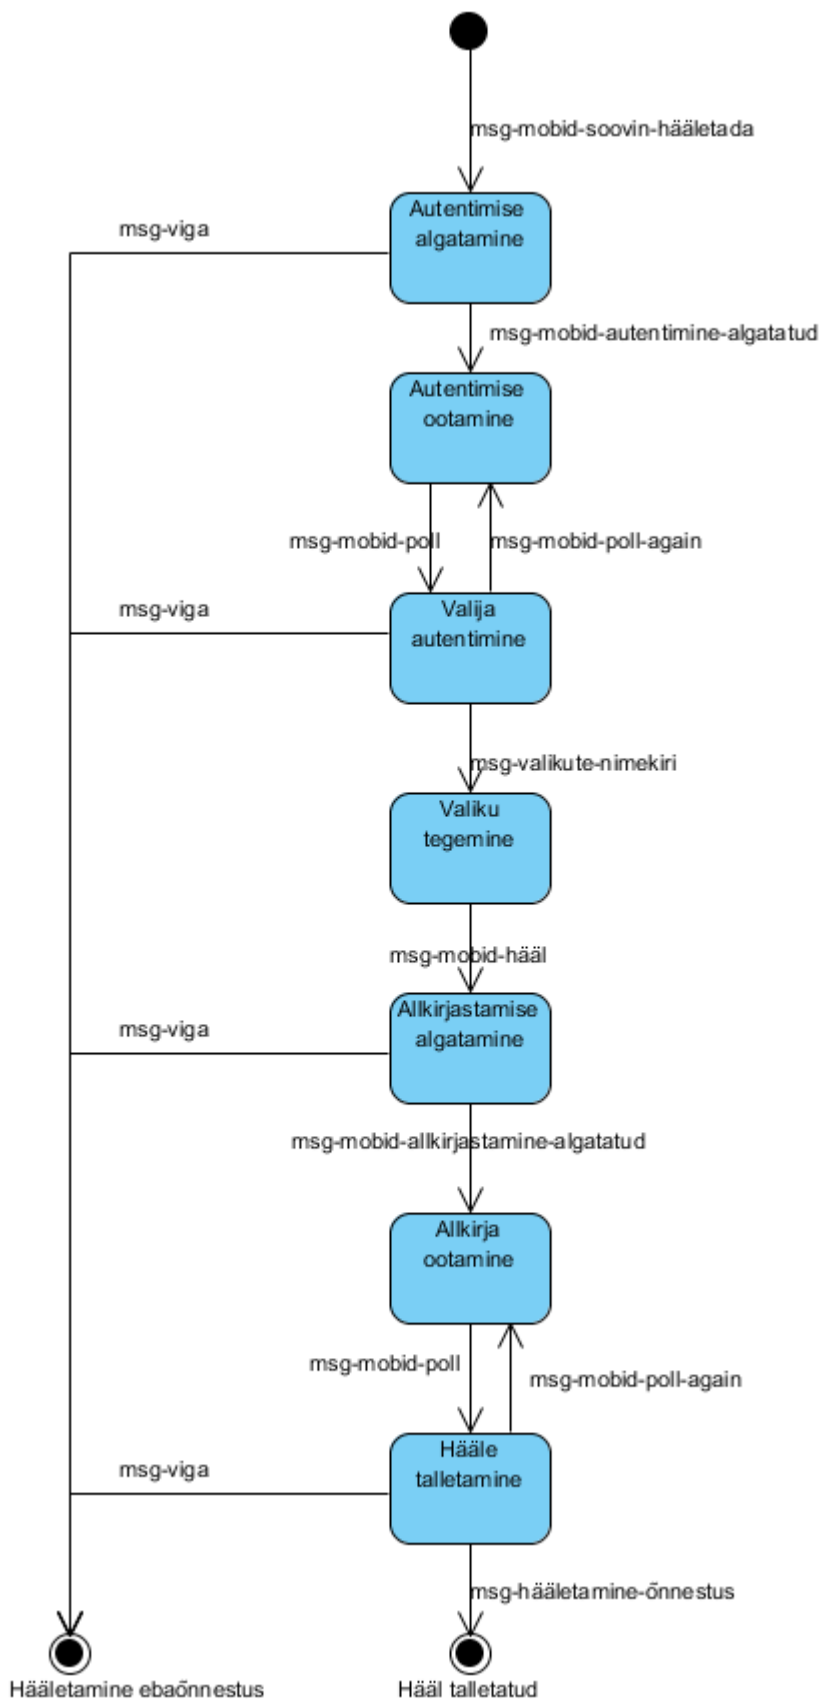 msg-mobid-soovin-hääletada
Autentimise
algatamine
msg-viga
msg-mobid-autentimine-algatatud
Autentimise
ootamine
msg-mobid-poll
msg-mobid-poll-again
Valija
autentimine
msg-viga
msg-valikute-nimekiri
Valiku
tegemine
msg-mobid-hääl
Allkirjastamise
algatamine
msg-viga
msg-mobid-allkirjastamine-algatatud
Allkirja
ootamine
msg-mobid-poll
msg-mobid-poll-again
Hääle
talletamine
msg-viga
msg-hääletamine-õnnestus
Hääletamine ebaõnnestus
Hääl talletatud